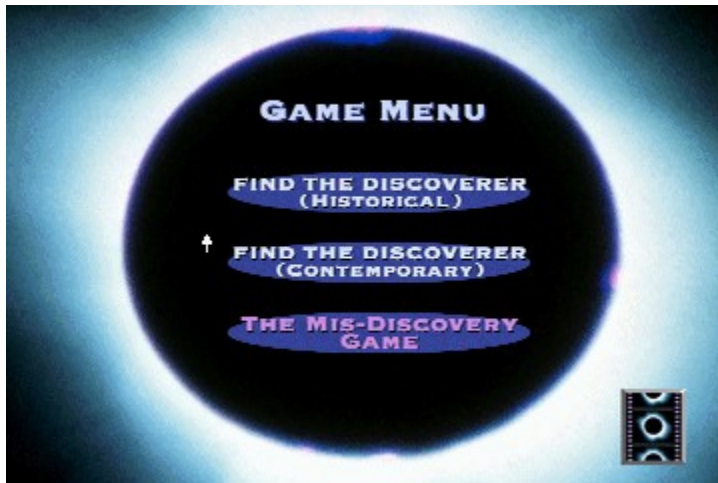 GAME MENU
FIND THE DISCOVERER
(HISTORICAL)
FIND THE DISCOVERER
(CONTEMPORARY)
THE MIS-DISCOVERY
GAME